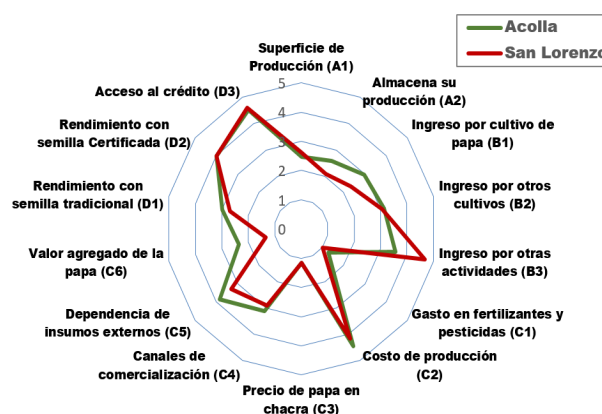 Acolla
San Lorenzo
Superficie de
Producción (A1)
Almacena su
producción (A2)
Ingreso por cultivo de
papa (B1)
Ingreso por otros
cultivos (B2)
Ingreso por otras
actividades (B3)
Gasto en fertilizantes y
pesticidas (C1)
Costo de producción
(C2)
Precio de papa en
chacra (C3)
Canales de
comercialización (C4)
Dependencia de
insumos externos (C5)
Valor agregado de la
papa (C6)
Rendimiento con
semilla tradicional (D1)
Rendimiento con
semilla Certificada (D2)
Acceso al crédito (D3)
5
4
3
2
1
0